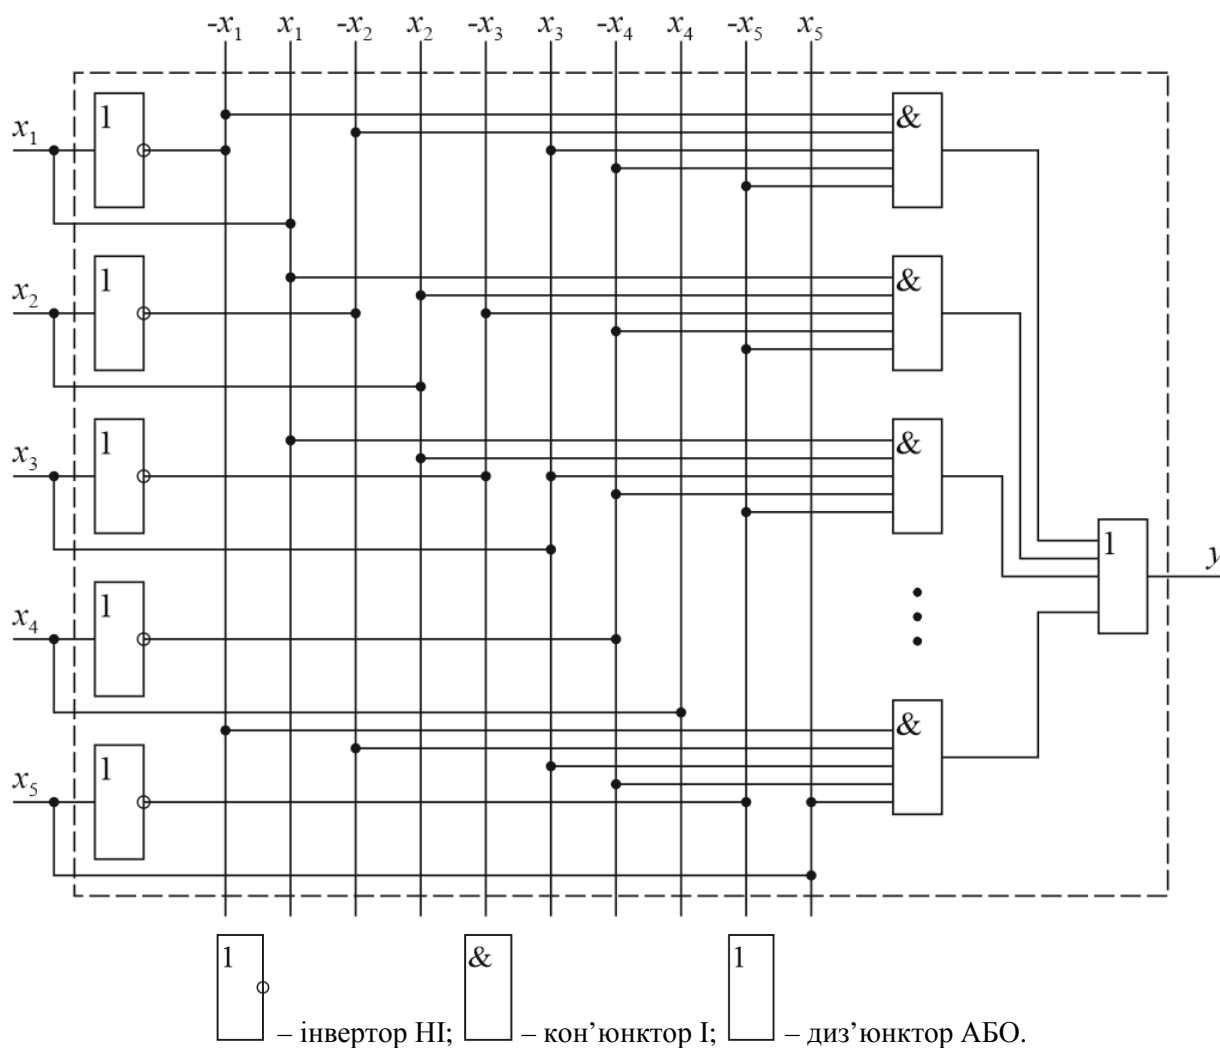 -x₁ x₁ -x₂ x₂ -x₃ x₃ -x₄ x₄ -x₅ x₅
1 &
x₁
1 &
x₂
1 &
x₃
1
y
1
x₄
&
1
x₅
1 – інвертор НІ; & – кон’юнктор І; 1 – диз’юнктор АБО.